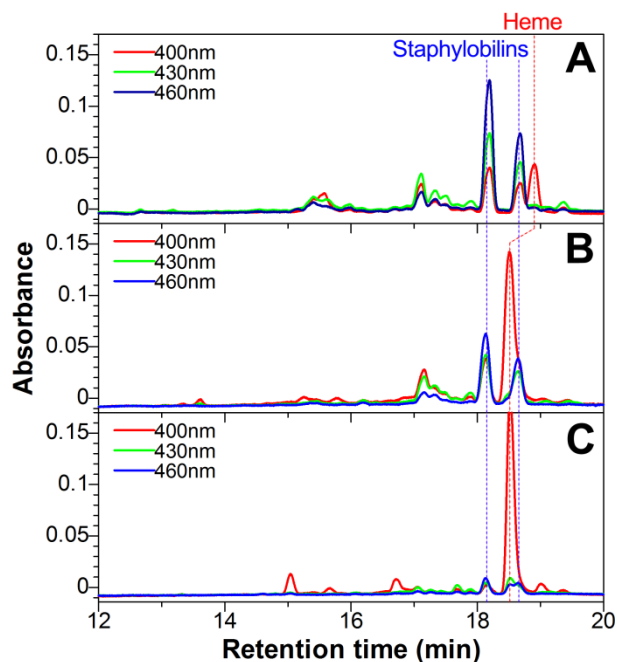 Heme
Staphylobilins
A
0.15
0.1
0.05
0
400nm
430nm
460nm
B
0.15
0.1
0.05
0
400nm
430nm
460nm
C
0.1
0.05
0
400nm
430nm
460nm
Absorbance
12 14 16 18 20
Retention time (min)